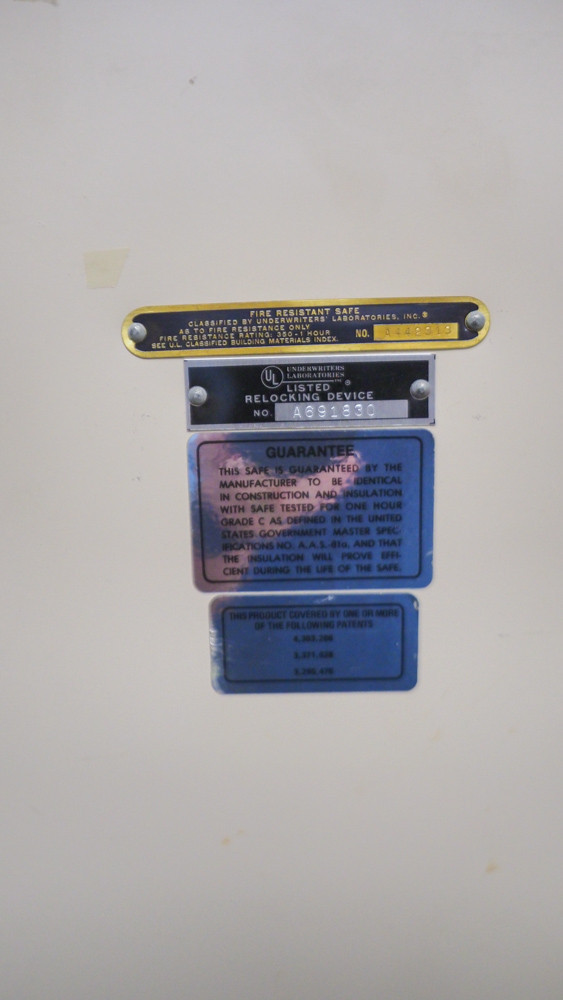 FIRE RESISTANT SAFE
CLASSIFIED BY UNDERWRITERS' LABORATORIES, INC.®
AS TO FIRE RESISTANCE ONLY
FIRE RESISTANCE RATING: 350-1 HOUR NO.
SEE U.L. CLASSIFIED BUILDING MATERIALS INDEX.
UL UNDERWRITERS
LABORATORIES INC. ®
LISTED
RELOCKING DEVICE
NO. A691630
GUARANTEE
THIS SAFE IS GUARANTEED BY THE
MANUFACTURER TO BE IDENTICAL
IN CONSTRUCTION AND INSULATION
WITH SAFE TESTED FOR ONE HOUR
GRADE C AS DEFINED IN THE UNITED
STATES GOVERNMENT MASTER SPEC-
IFICATIONS NO. A.A.S.-81a. AND THAT
THE INSULATION WILL PROVE EFFI-
CIENT DURING THE LIFE OF THE SAFE.
THIS PRODUCT COVERED BY ONE OR MORE
OF THE FOLLOWING PATENTS